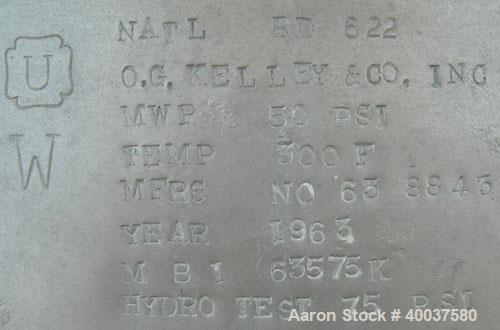 NAT'L BD 622
U
O.G. KELLEY & CO. INC
MWP 50 PSI
W
TEMP 300 F
MFRS NO 63 8843
YEAR 1963
M B I 63575K
HYDRO TEST 75 PSI
Aaron Stock # 40037580